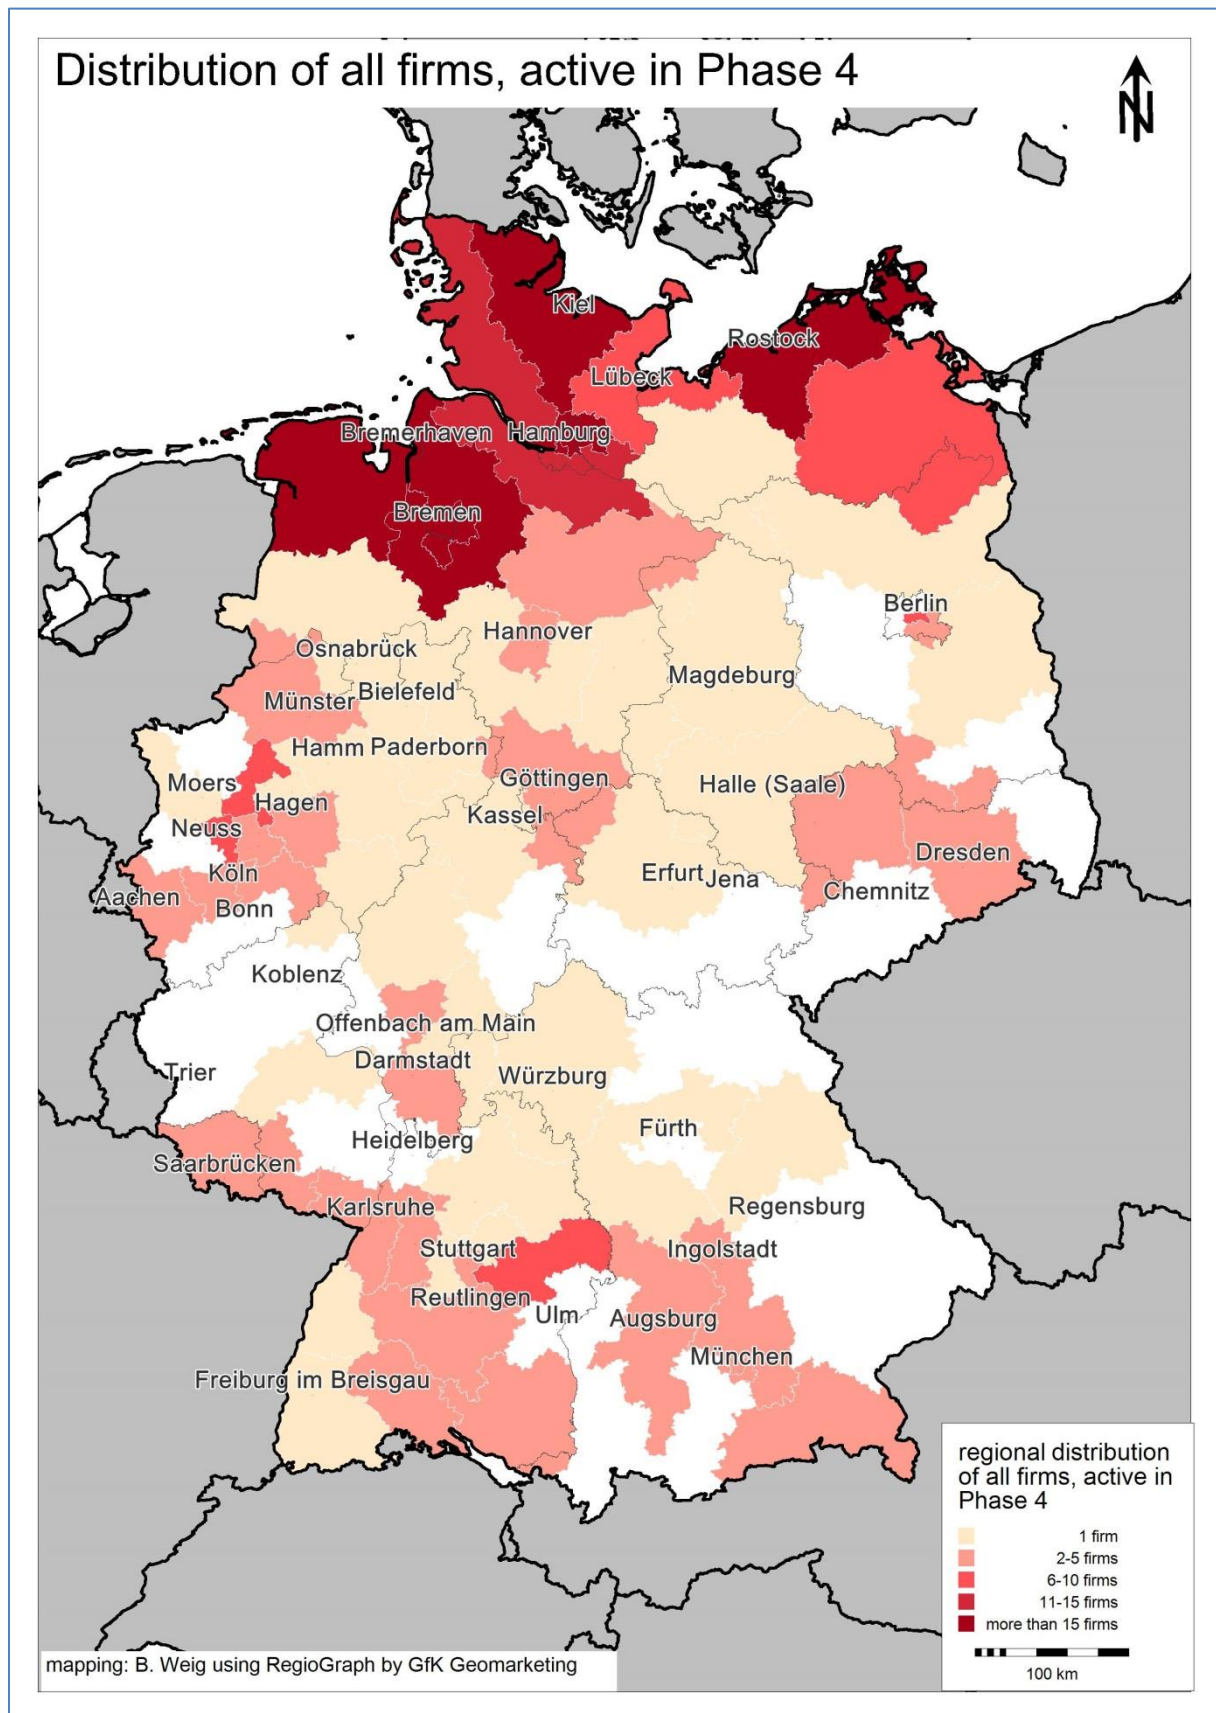 Distribution of all firms, active in Phase 4
N
Kiel
Rostock
Lübeck
Bremerhaven
Hamburg
Bremen
Berlin
Hannover
Osnabrück
Magdeburg
Bielefeld
Münster
Hamm
Paderborn
Göttingen
Halle (Saale)
Moers
Hagen
Kassel
Neuss
Dresden
Köln
Erfurt
Jena
Chemnitz
Aachen
Bonn
Koblenz
Offenbach am Main
Darmstadt
Trier
Würzburg
Fürth
Heidelberg
Saarbrücken
Karlsruhe
Regensburg
Stuttgart
Ingolstadt
Reutlingen
Ulm
Augsburg
München
Freiburg im Breisgau
regional distribution
of all firms, active in
Phase 4
1 firm
2-5 firms
6-10 firms
11-15 firms
more than 15 firms
100 km
mapping: B. Weig using RegioGraph by GfK Geomarketing